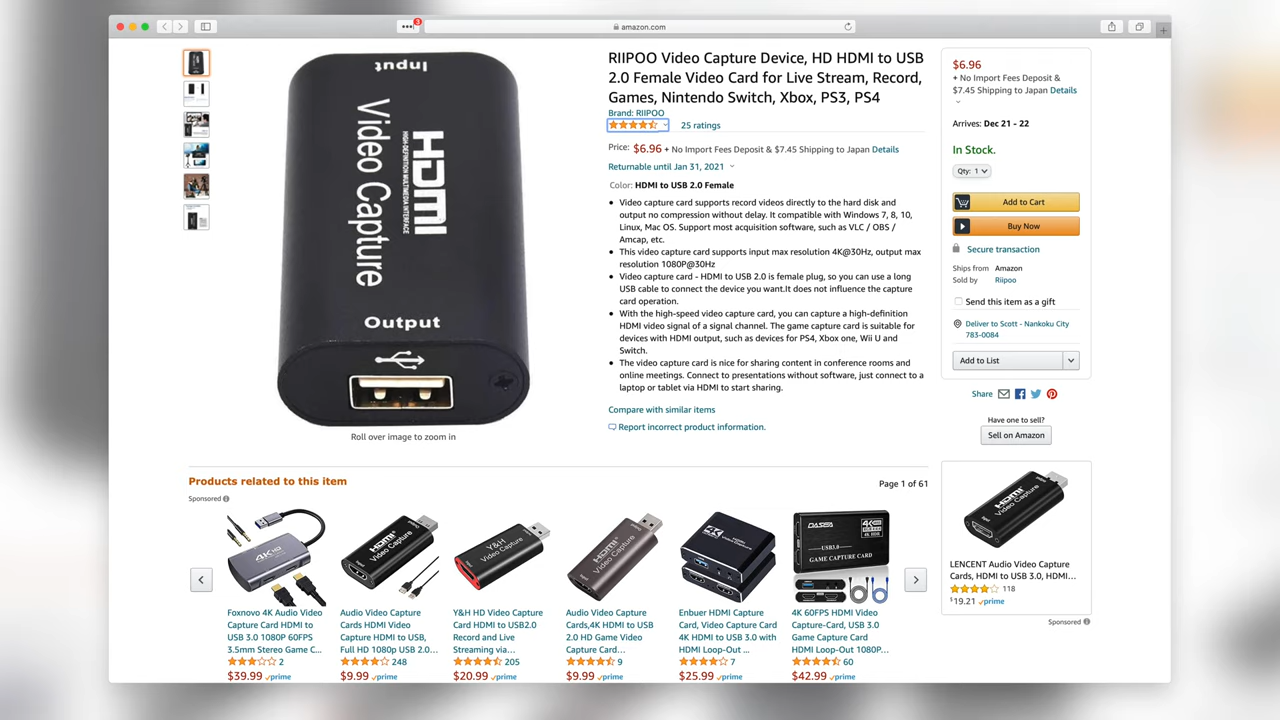 3
amazon.com
Input
HDMI
HIGH-DEFINITION MULTIMEDIA INTERFACE
Video Capture
Output
Roll over image to zoom in
RIIPOO Video Capture Device, HD HDMI to USB
2.0 Female Video Card for Live Stream, Record,
Games, Nintendo Switch, Xbox, PS3, PS4
Brand: RIIPOO
25 ratings
Price: $6.96 + No Import Fees Deposit & $7.45 Shipping to Japan Details
Returnable until Jan 31, 2021
Color: HDMI to USB 2.0 Female
• Video capture card supports record videos directly to the hard disk and
output no compression without delay. It compatible with Windows 7, 8, 10,
Linux, Mac OS. Support most acquisition software, such as VLC / OBS /
Amcap, etc.
• This video capture card supports input max resolution 4K@30Hz, output max
resolution 1080P@30Hz
• Video capture card - HDMI to USB 2.0 is female plug, so you can use a long
USB cable to connect the device you want.It does not influence the capture
card operation.
• With the high-speed video capture card, you can capture a high-definition
HDMI video signal of a signal channel. The game capture card is suitable for
devices with HDMI output, such as devices for PS4, Xbox one, Wii U and
Switch.
• The video capture card is nice for sharing content in conference rooms and
online meetings. Connect to presentations without software, just connect to a
laptop or tablet via HDMI to start sharing.
Compare with similar items
Report incorrect product information.
$6.96
+ No Import Fees Deposit &
$7.45 Shipping to Japan Details
Arrives: Dec 21 - 22
In Stock.
Qty: 1
Add to Cart
Buy Now
Secure transaction
Ships from Amazon
Sold by Riipoo
Send this item as a gift
Deliver to Scott - Nankoku City
783-0084
Add to List
Share
Have one to sell?
Sell on Amazon
HDMI
Video Capture
LENCENT Audio Video Capture
Cards, HDMI to USB 3.0, HDMI...
118
$19.21 prime
Sponsored
Products related to this item
Page 1 of 61
Sponsored
Foxnovo 4K Audio Video
Capture Card HDMI to
USB 3.0 1080P 60FPS
3.5mm Stereo Game C...
2
$39.99 prime
HDMI
Video Capture
Audio Video Capture
Cards HDMI Video
Capture HDMI to USB,
Full HD 1080p USB 2.0...
248
$9.99 prime
Y&H
Video Capture
Y&H HD Video Capture
Card HDMI to USB2.0
Record and Live
Streaming via...
205
$20.99 prime
HDMI
Video Capture
Audio Video Capture
Cards,4K HDMI to USB
2.0 HD Game Video
Capture Card...
9
$9.99 prime
Enbuer HDMI Capture
Card, Video Capture Card
4K HDMI to USB 3.0 with
HDMI Loop-Out ...
7
$25.99 prime
USB3.0
GAME CAPTURE CARD
4K
4K 60FPS HDMI Video
Capture-Card, USB 3.0
Game Capture Card
HDMI Loop-Out 1080P...
60
$42.99 prime